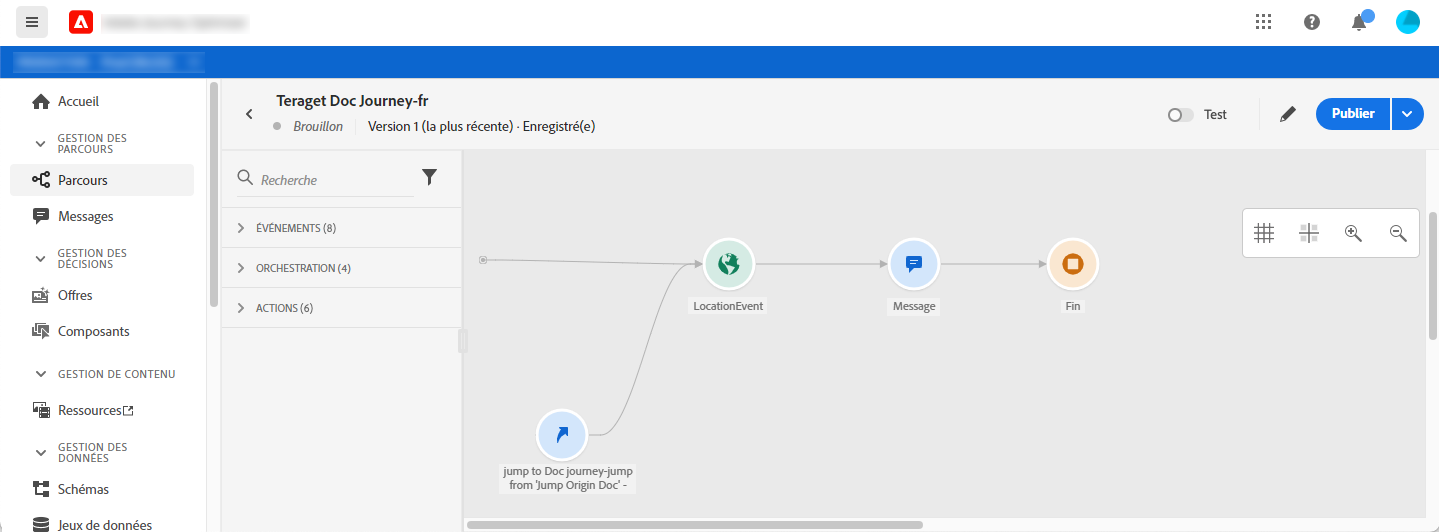 Accueil
GESTION DES
PARCOURS
Parcours
Messages
GESTION DES
DÉCISIONS
Offres
Composants
GESTION DE CONTENU
Ressources
GESTION DES
DONNÉES
Schémas
Jeux de données
Teraget Doc Journey-fr
Brouillon
Version 1 (la plus récente) · Enregistré(e)
Test
Publier
Recherche
ÉVÉNEMENTS (8)
ORCHESTRATION (4)
ACTIONS (6)
LocationEvent
Message
Fin
jump to Doc journey-jump
from 'Jump Origin Doc' -